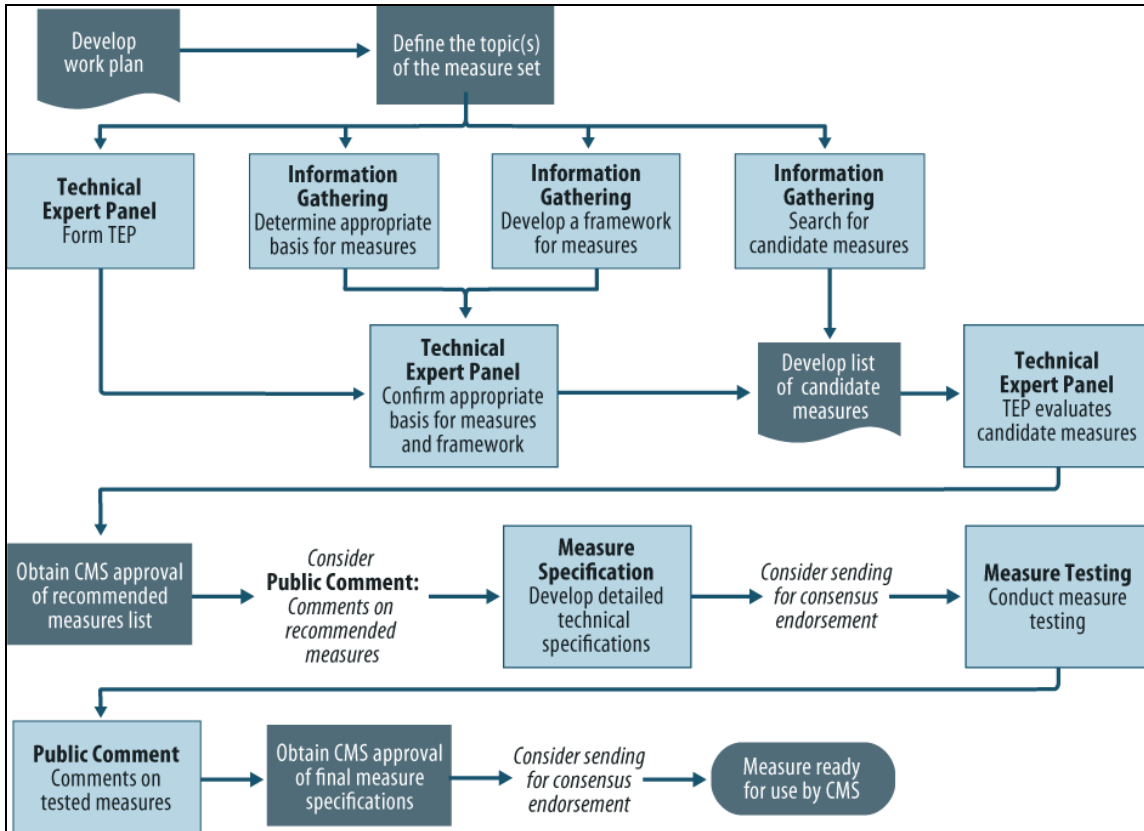 Develop
work plan
Define the topic(s)
of the measure set
Technical
Expert Panel
Form TEP
Information
Gathering
Determine appropriate
basis for measures
Information
Gathering
Develop a framework
for measures
Information
Gathering
Search for
candidate measures
Technical
Expert Panel
Confirm appropriate
basis for measures
and framework
Develop list
of candidate
measures
Technical
Expert Panel
TEP evaluates
candidate measures
Obtain CMS approval
of recommended
measures list
Consider
Public Comment:
Comments on
recommended
measures
Measure
Specification
Develop detailed
technical
specifications
Consider sending
for consensus
endorsement
Measure Testing
Conduct measure
testing
Public Comment
Comments on
tested measures
Obtain CMS approval
of final measure
specifications
Consider sending
for consensus
endorsement
Measure ready
for use by CMS